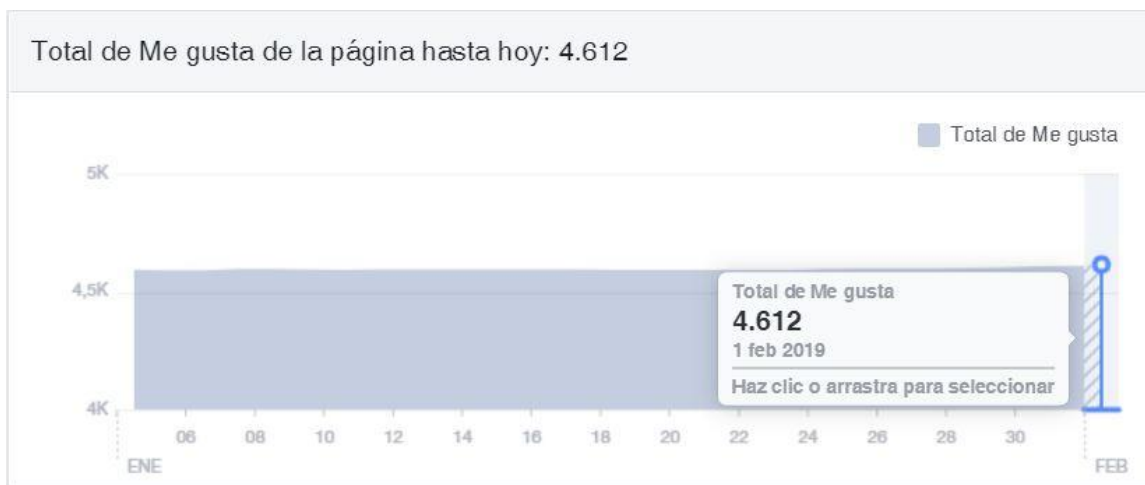 Total de Me gusta de la página hasta hoy: 4.612
Total de Me gusta
5K
4,5K
4K
Total de Me gusta
4.612
1 feb 2019
Haz clic o arrastra para seleccionar
06 08 10 12 14 16 18 20 22 24 26 28 30
ENE FEB